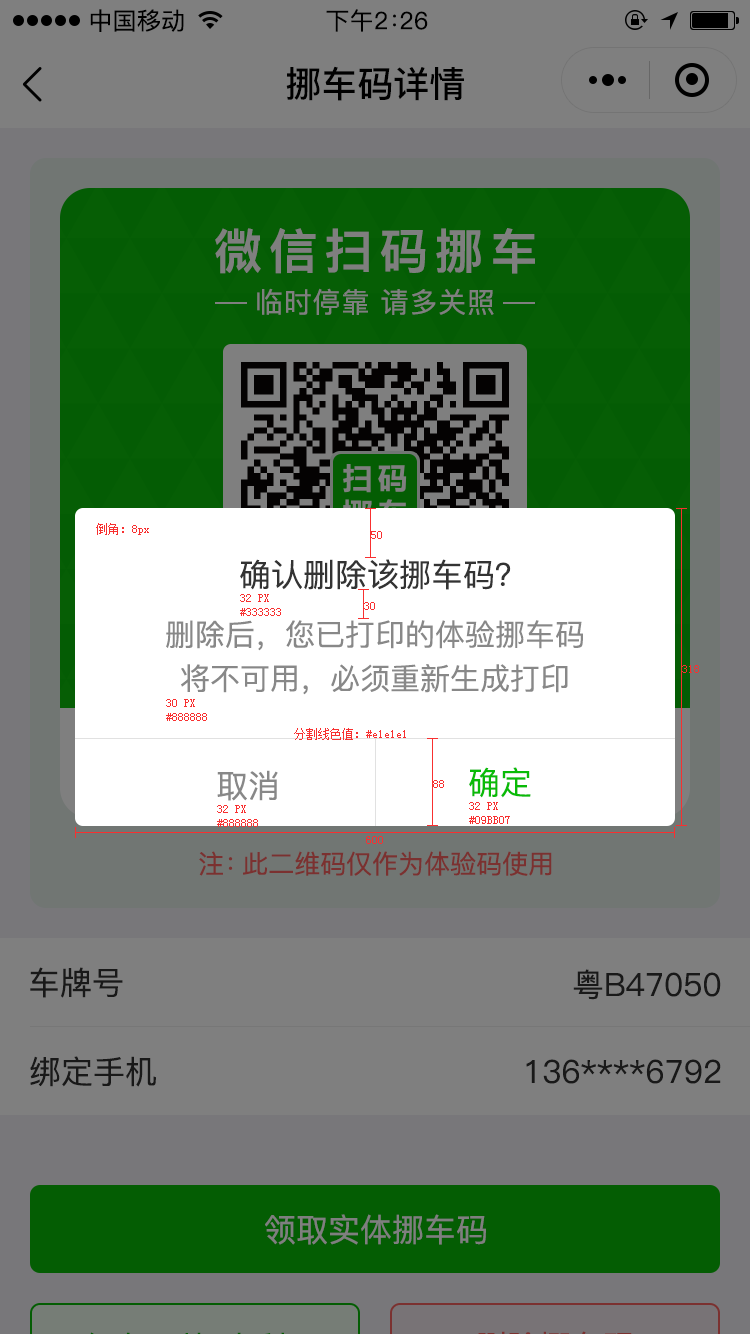 中国移动 下午2:26
挪车码详情
微信扫码挪车
临时停靠 请多关照
扫码
倒角：8px
50
确认删除该挪车码?
32 PX
#333333
30
删除后，您已打印的体验挪车码
将不可用，必须重新生成打印
30 PX
#888888
318
分割线色值：#e1e1e1
取消
32 PX
#888888
88
确定
32 PX
#09BB07
600
注：此二维码仅作为体验码使用
车牌号 粤B47050
绑定手机 136****6792
领取实体挪车码